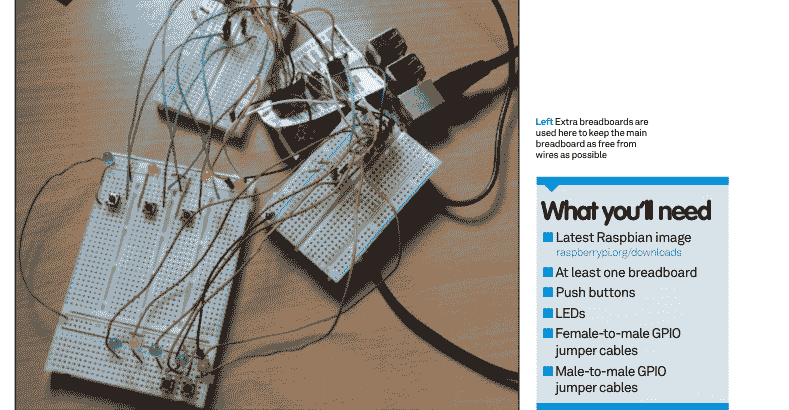 Left Extra breadboards are
used here to keep the main
breadboard as free from
wires as possible
What you'll need
Latest Raspbian image
raspberrypi.org/downloads
At least one breadboard
Push buttons
LEDs
Female-to-male GPIO
jumper cables
Male-to-male GPIO
jumper cables